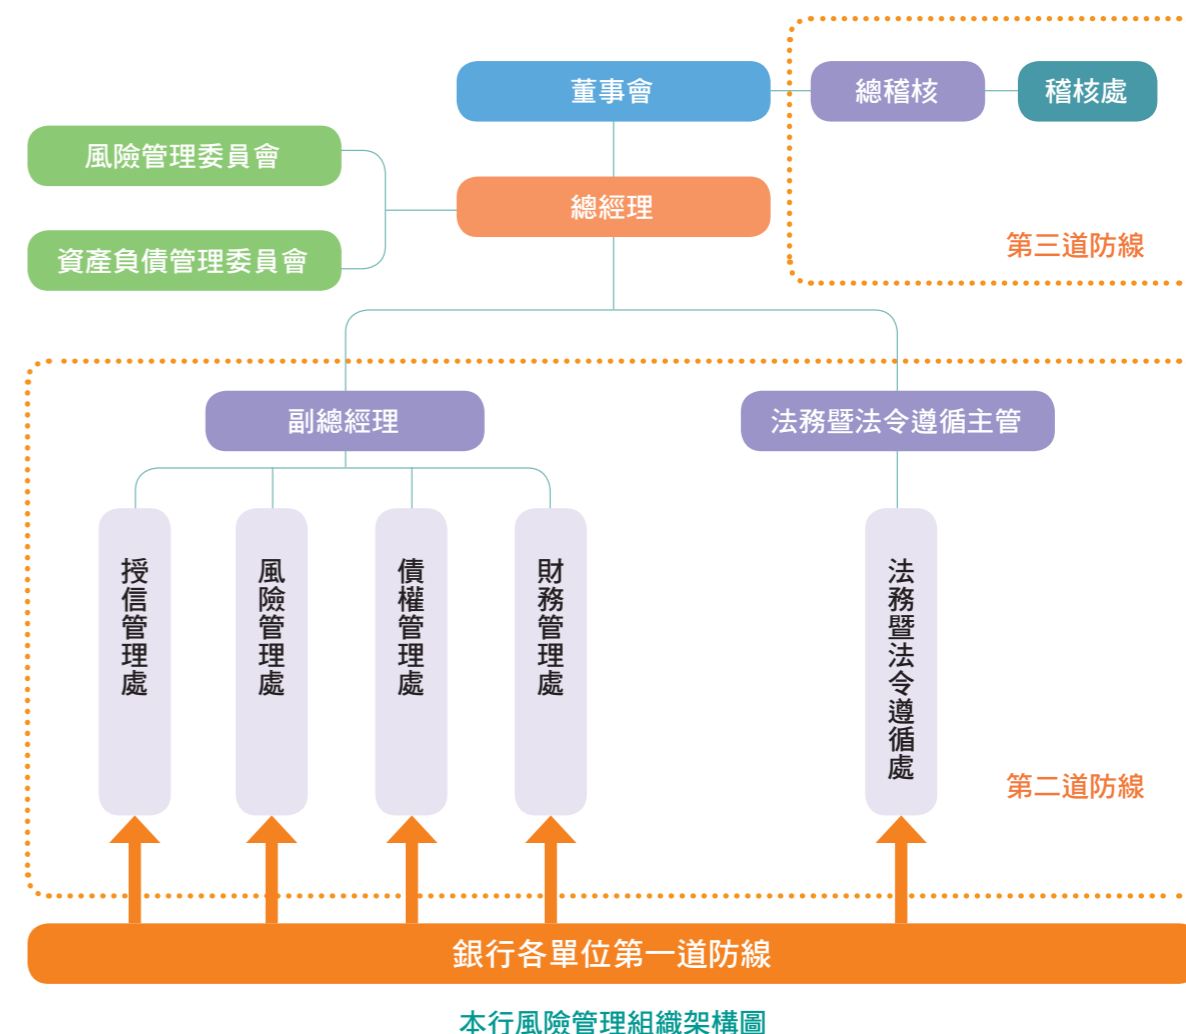 董事會
總稽核
稽核處
風險管理委員會
總經理
資產負債管理委員會
第三道防線
副總經理
法務暨法令遵循主管
授信管理處
風險管理處
債權管理處
財務管理處
法務暨法令遵循處
第二道防線
銀行各單位第一道防線
本行風險管理組織架構圖